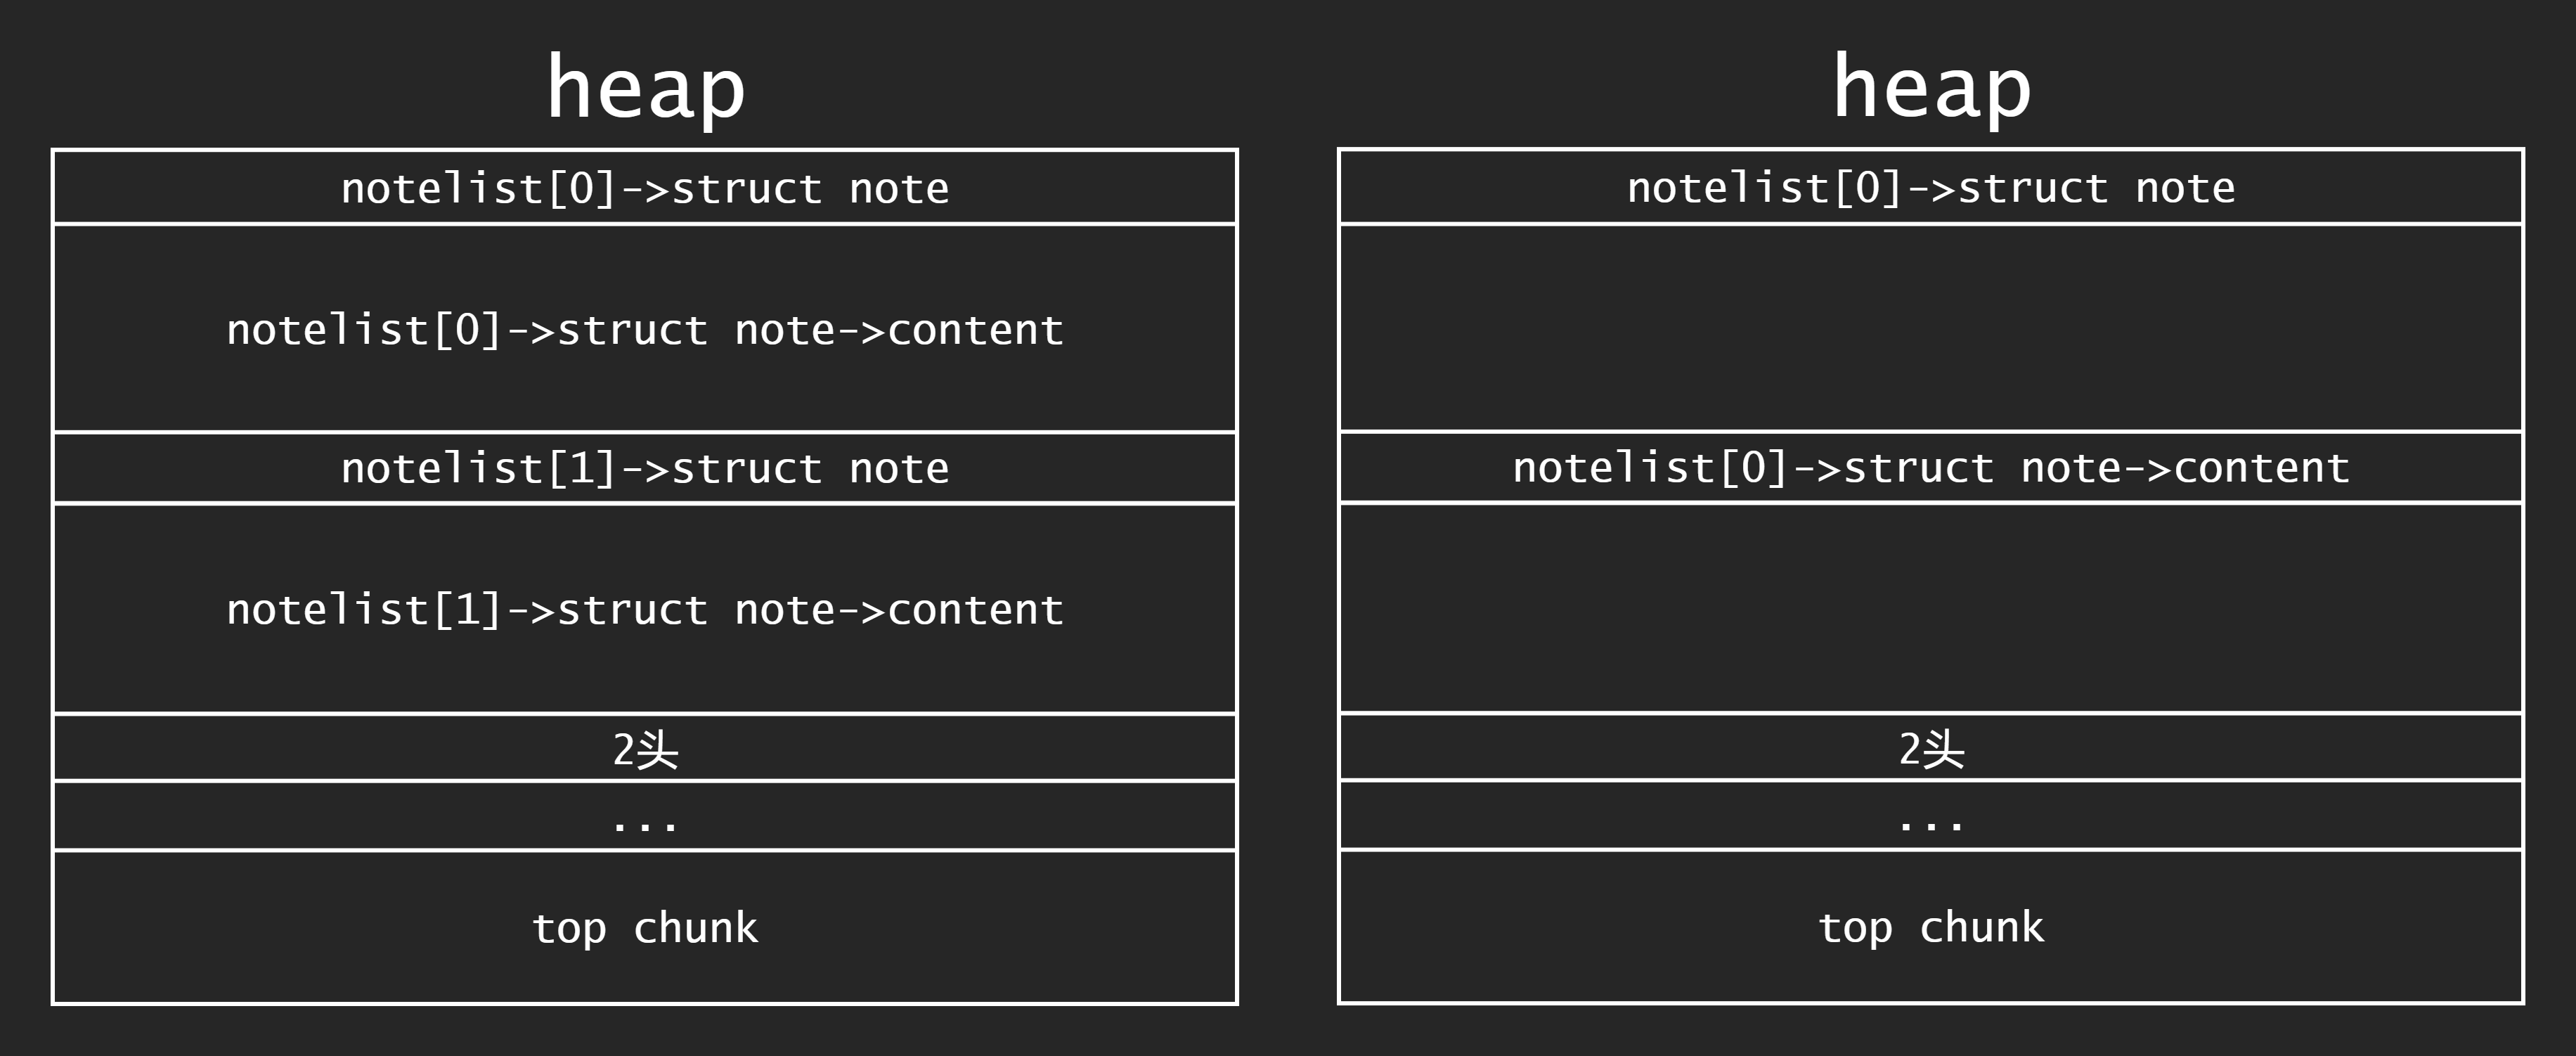 heap
notelist[0]->struct note
notelist[0]->struct note->content
notelist[1]->struct note
notelist[1]->struct note->content
2头
...
top chunk
heap
notelist[0]->struct note
notelist[0]->struct note->content
2头
...
top chunk